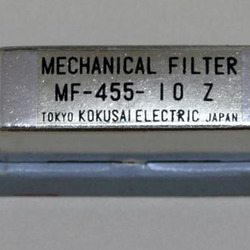 MECHANICAL FILTER
MF-455- 10 Z
TOKYO KOKUSAI ELECTRIC JAPAN